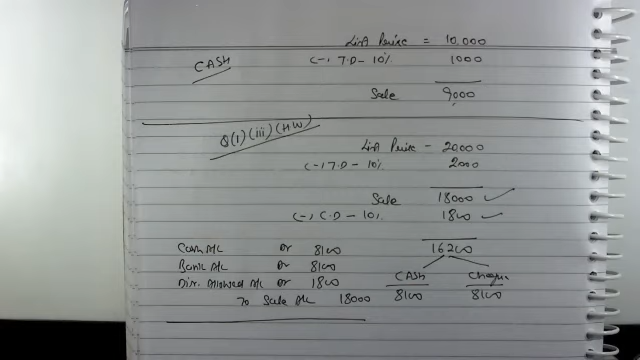 List Price = 10,000
CASH (-) T.D - 10% 1000
Sale 9000
Q(1)(iii)(HW)
List Price - 20000
(-) T.D - 10% 2000
Sale 18000
(-) C.D - 10% 1800
Cash A/c Dr 8100 16200
Bank A/c Dr 8100 CASH Cheque
Dis. Allowed A/c Dr 1800 8100 8100
To Sale A/c 18000